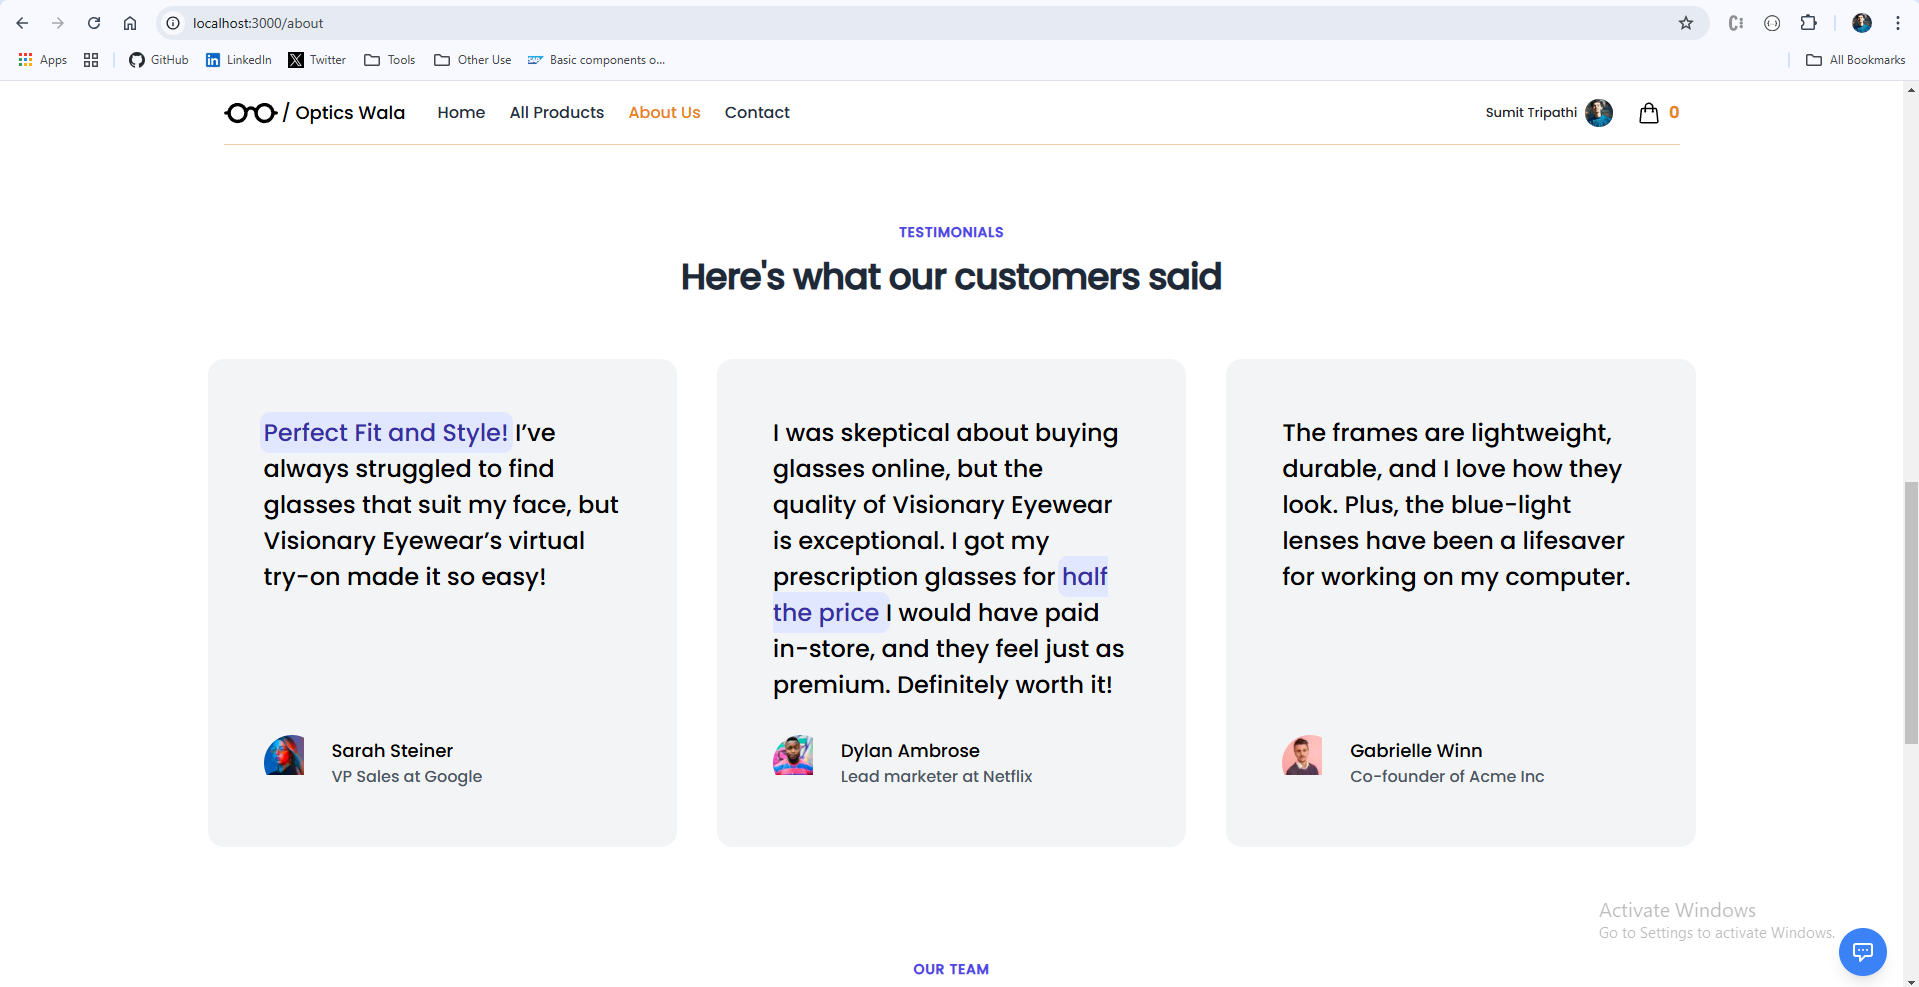 localhost:3000/about
Apps GitHub LinkedIn Twitter Tools Other Use Basic components o... All Bookmarks
/ Optics Wala Home All Products About Us Contact Sumit Tripathi 0
TESTIMONIALS
Here's what our customers said
Perfect Fit and Style! I’ve
always struggled to find
glasses that suit my face, but
Visionary Eyewear’s virtual
try-on made it so easy!
Sarah Steiner
VP Sales at Google
I was skeptical about buying
glasses online, but the
quality of Visionary Eyewear
is exceptional. I got my
prescription glasses for half
the price I would have paid
in-store, and they feel just as
premium. Definitely worth it!
Dylan Ambrose
Lead marketer at Netflix
The frames are lightweight,
durable, and I love how they
look. Plus, the blue-light
lenses have been a lifesaver
for working on my computer.
Gabrielle Winn
Co-founder of Acme Inc
Activate Windows
Go to Settings to activate Windows.
OUR TEAM